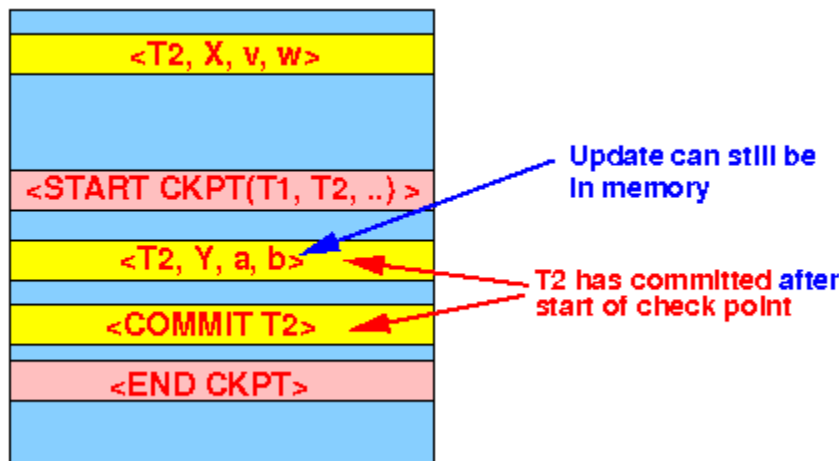 <T2, X, v, w>
<START CKPT(T1, T2, ..) >
<T2, Y, a, b>
<COMMIT T2>
<END CKPT>
Update can still be
in memory
T2 has committed after
start of check point